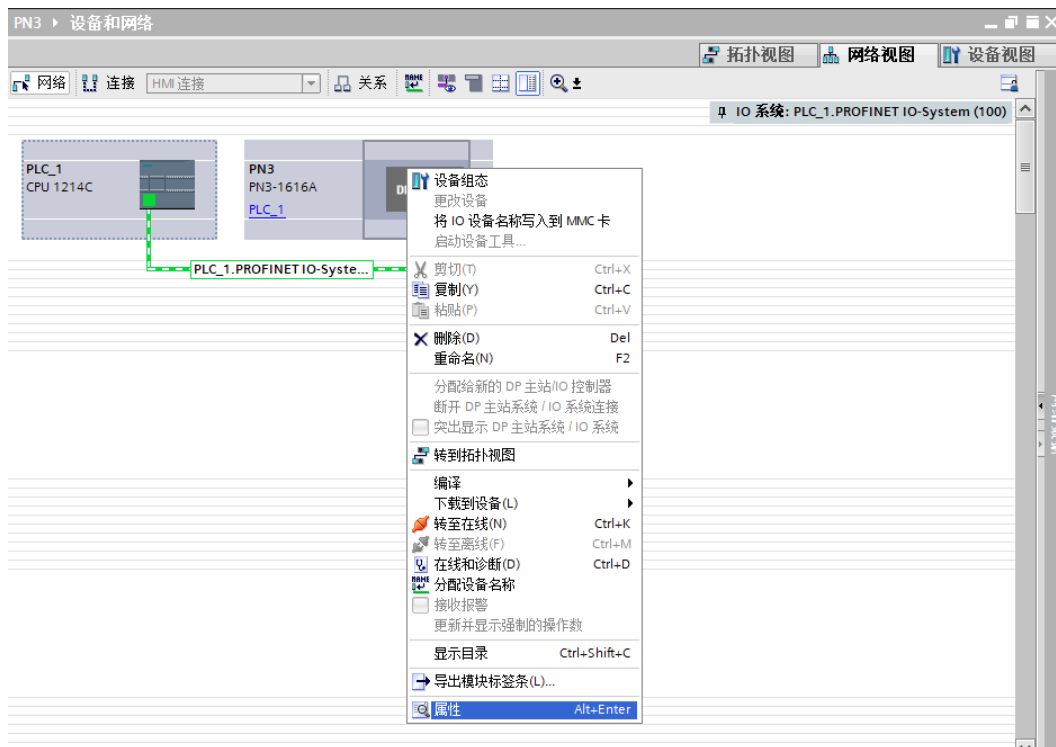 PN3 ▸ 设备和网络
拓扑视图 网络视图 设备视图
网络 连接 HMI 连接 关系
IO 系统: PLC_1.PROFINET IO-System (100)
PLC_1
CPU 1214C
PN3
PN3-1616A
PLC_1
PLC_1.PROFINET IO-Syste...
设备组态
更改设备
将 IO 设备名称写入到 MMC 卡
启动设备工具...
剪切(T) Ctrl+X
复制(Y) Ctrl+C
粘贴(P) Ctrl+V
删除(D) Del
重命名(N) F2
分配给新的 DP 主站/IO 控制器
断开 DP 主站系统 / IO 系统连接
突出显示 DP 主站系统 / IO 系统
转到拓扑视图
编译
下载到设备(L)
转至在线(N) Ctrl+K
转至离线(F) Ctrl+M
在线和诊断(D) Ctrl+D
分配设备名称
接收报警
更新并显示强制的操作数
显示目录 Ctrl+Shift+C
导出模块标签条(L)...
属性 Alt+Enter